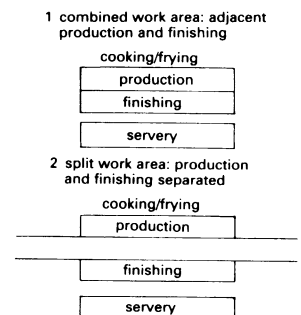 1 combined work area: adjacent
production and finishing
cooking/frying
production
finishing
servery
2 split work area: production
and finishing separated
cooking/frying
production
finishing
servery